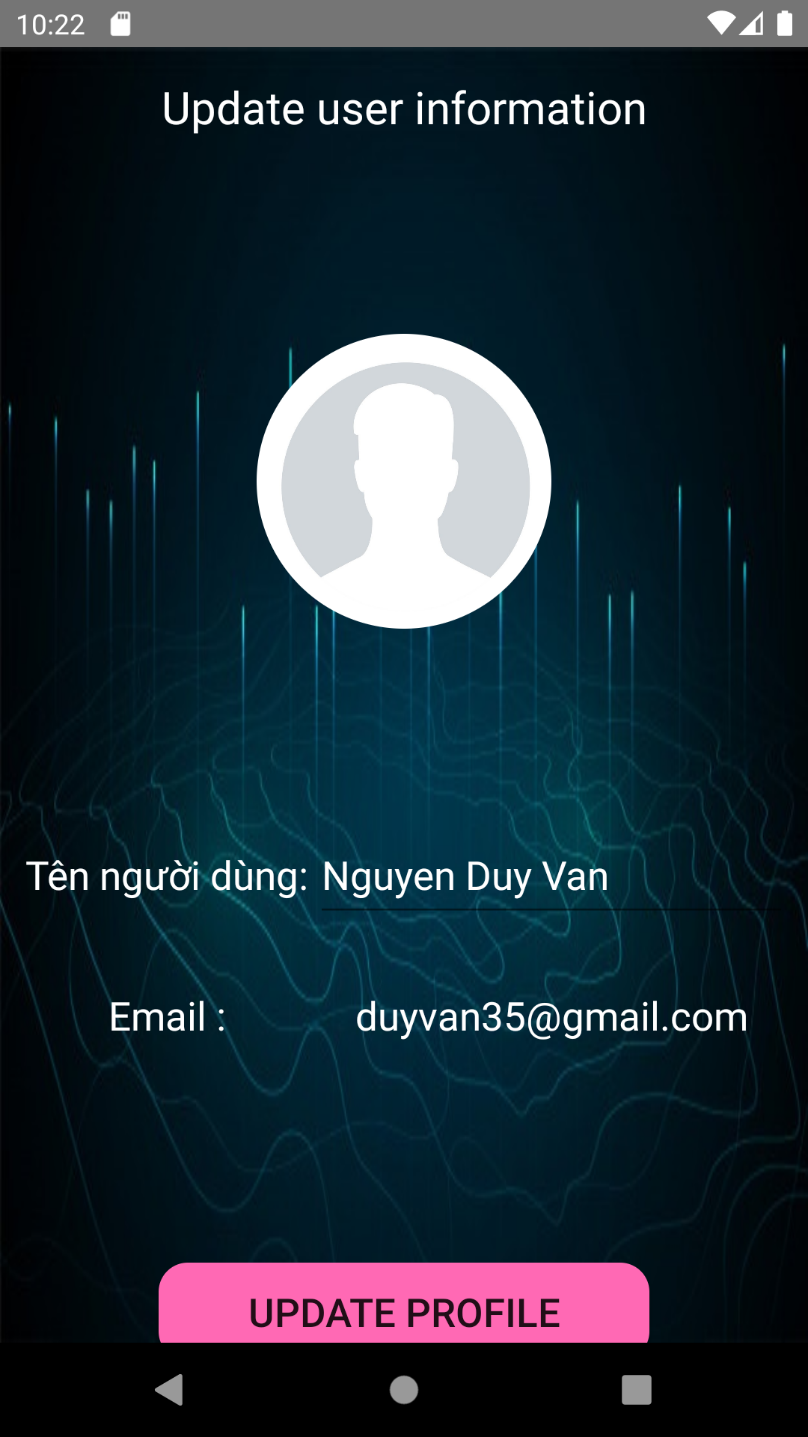 10:22
Update user information
Tên người dùng: Nguyen Duy Van
Email : duyvan35@gmail.com
UPDATE PROFILE